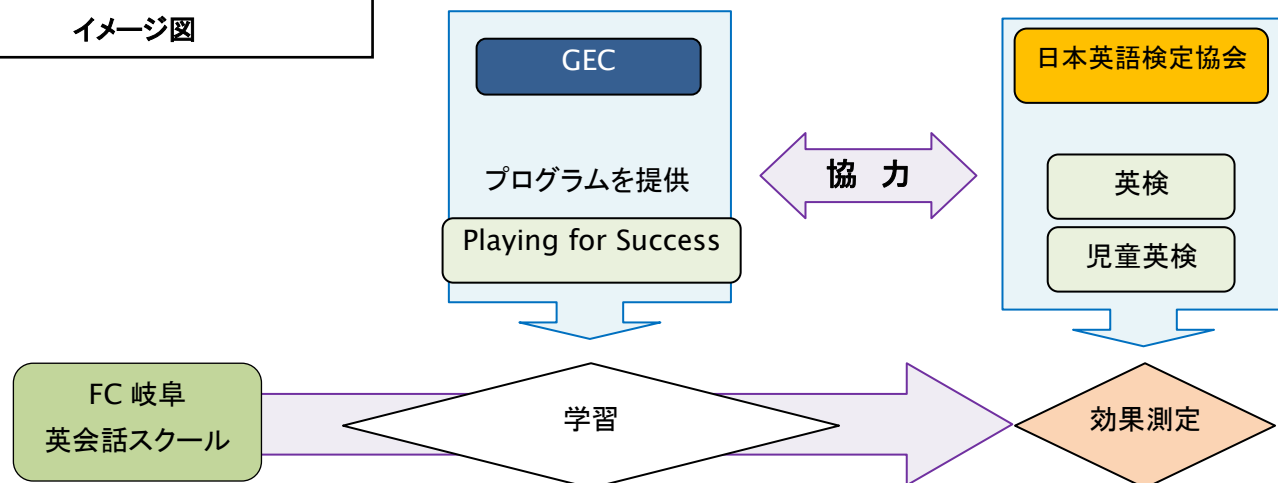 イメージ図
GEC
プログラムを提供
Playing for Success
協 力
日本英語検定協会
英検
児童英検
FC 岐阜
英会話スクール
学習
効果測定